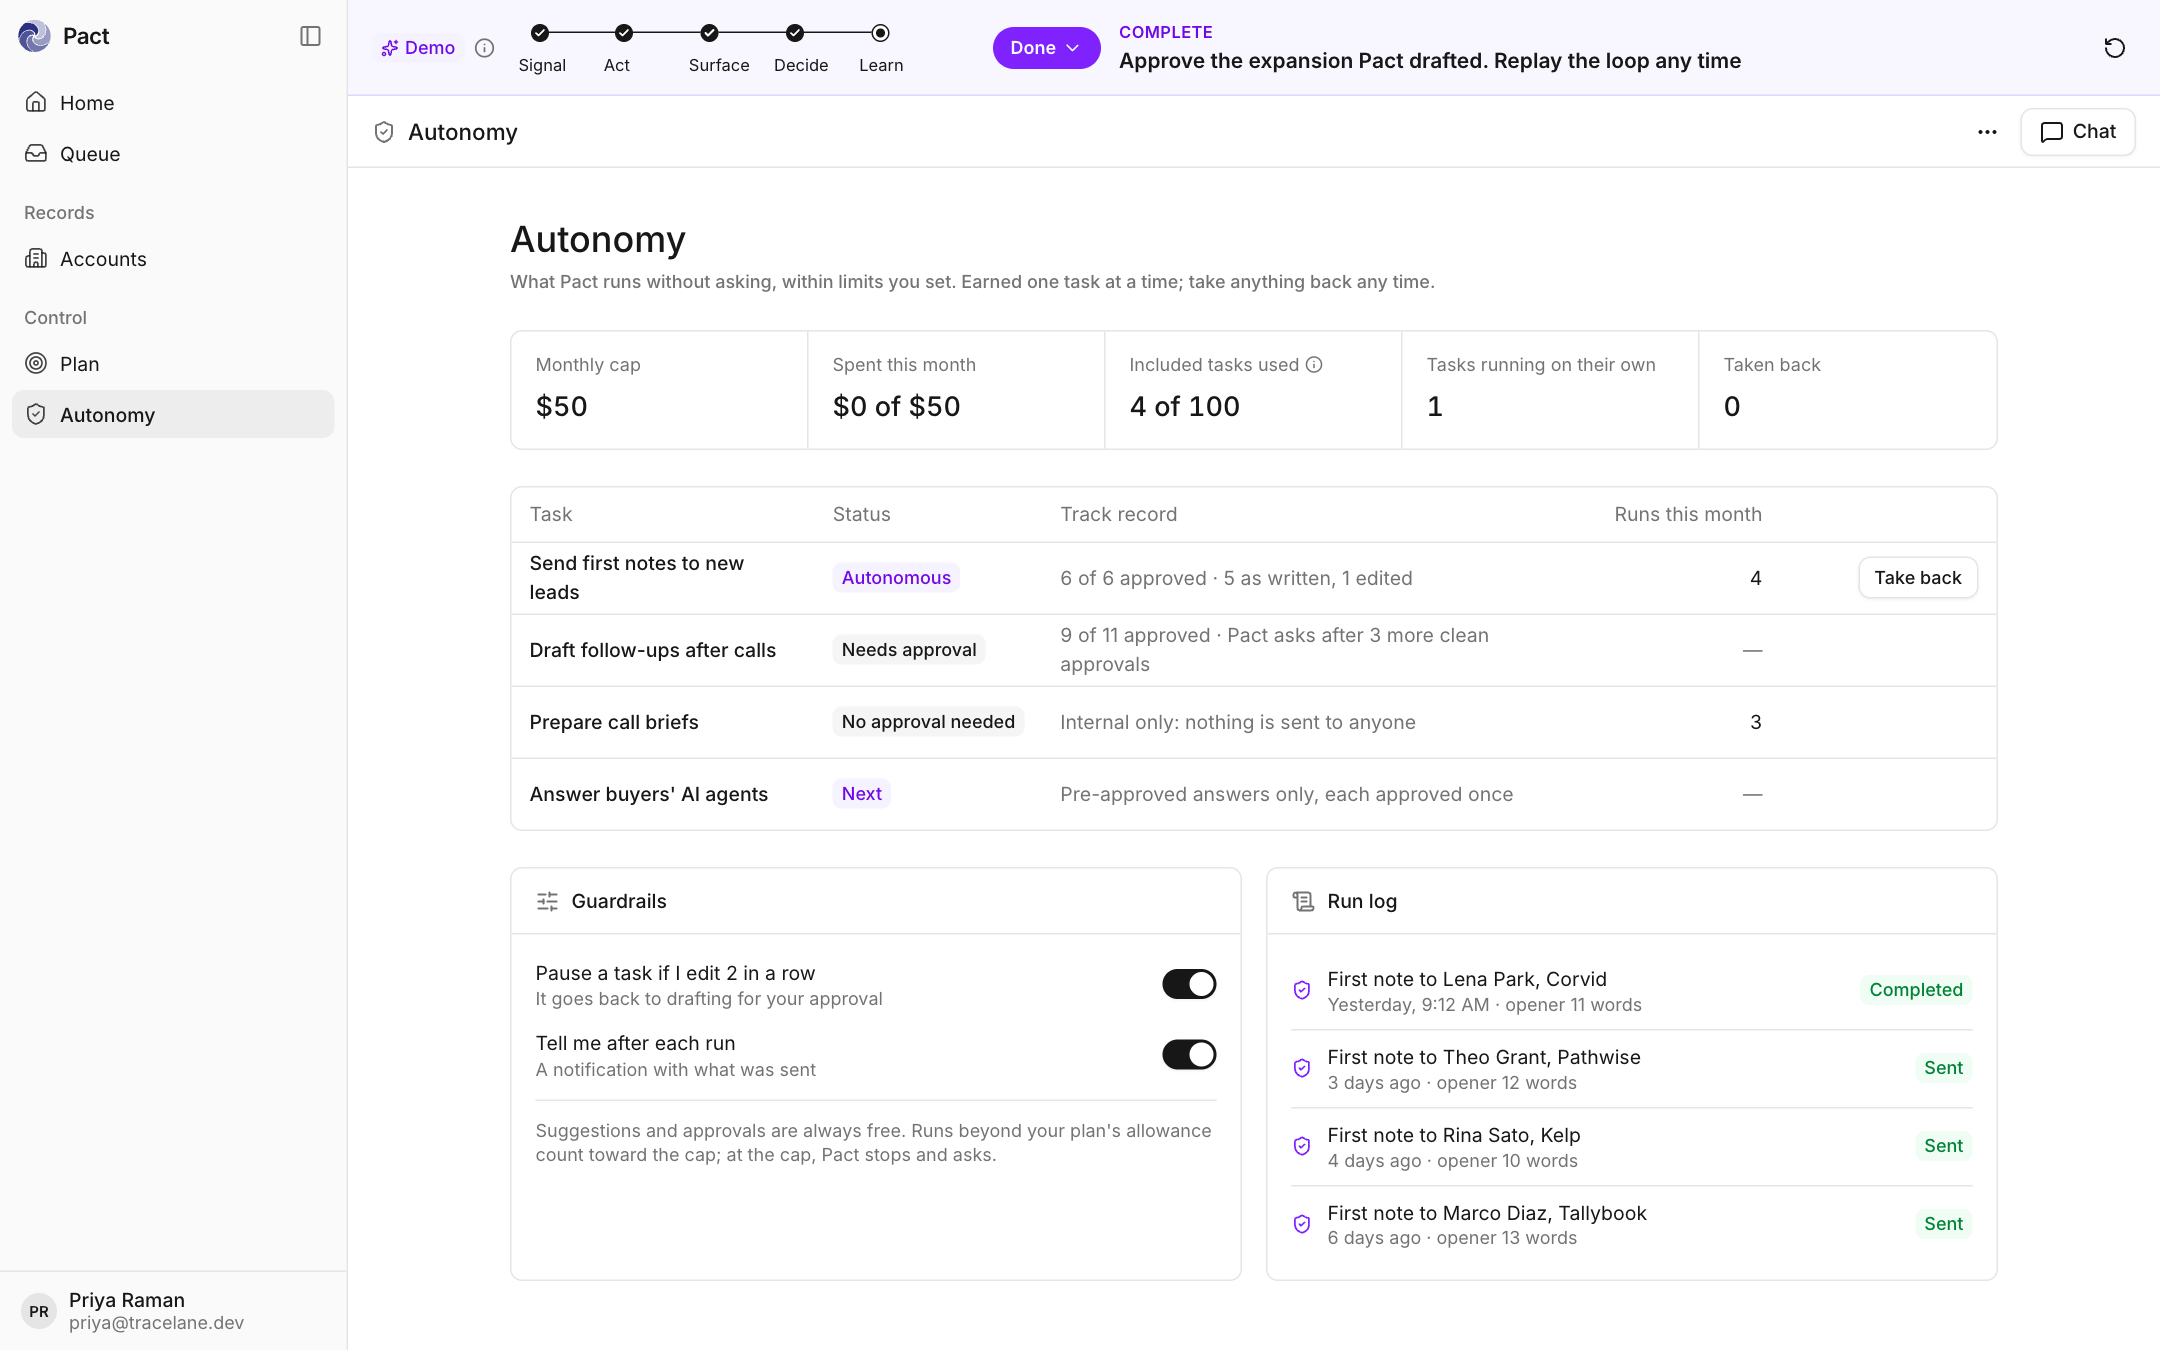 Pact
Home
Queue
Records
Accounts
Control
Plan
Autonomy
PR
Priya Raman
priya@tracelane.dev
Demo
Signal
Act
Surface
Decide
Learn
Done
COMPLETE
Approve the expansion Pact drafted. Replay the loop any time
Autonomy
Chat
Autonomy
What Pact runs without asking, within limits you set. Earned one task at a time; take anything back any time.
Monthly cap
$50
Spent this month
$0 of $50
Included tasks used
4 of 100
Tasks running on their own
1
Taken back
0
Task
Status
Track record
Runs this month
Send first notes to new
leads
Autonomous
6 of 6 approved · 5 as written, 1 edited
4
Take back
Draft follow-ups after calls
Needs approval
9 of 11 approved · Pact asks after 3 more clean
approvals
—
Prepare call briefs
No approval needed
Internal only: nothing is sent to anyone
3
Answer buyers' AI agents
Next
Pre-approved answers only, each approved once
—
Guardrails
Pause a task if I edit 2 in a row
It goes back to drafting for your approval
Tell me after each run
A notification with what was sent
Suggestions and approvals are always free. Runs beyond your plan's allowance
count toward the cap; at the cap, Pact stops and asks.
Run log
First note to Lena Park, Corvid
Yesterday, 9:12 AM · opener 11 words
Completed
First note to Theo Grant, Pathwise
3 days ago · opener 12 words
Sent
First note to Rina Sato, Kelp
4 days ago · opener 10 words
Sent
First note to Marco Diaz, Tallybook
6 days ago · opener 13 words
Sent